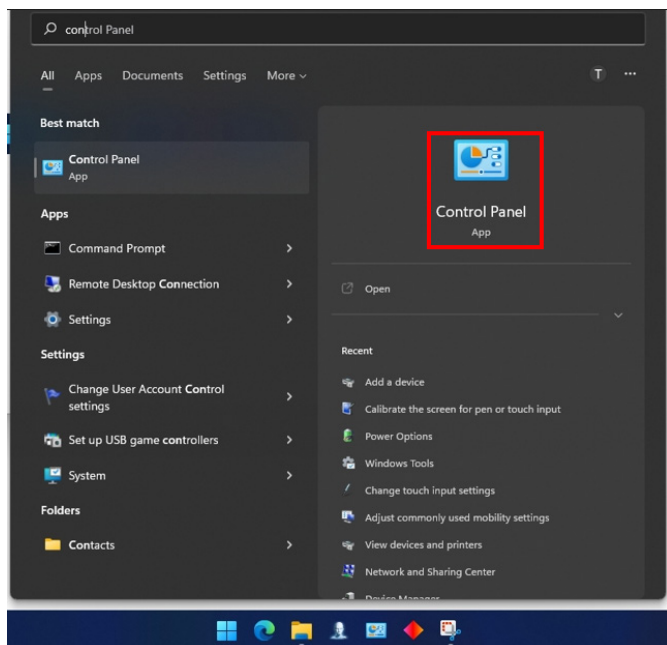 control Panel
All Apps Documents Settings More
T
Best match
Control Panel
App
Apps
Command Prompt
Remote Desktop Connection
Settings
Settings
Change User Account Control
settings
Set up USB game controllers
System
Folders
Contacts
Control Panel
App
Open
Recent
Add a device
Calibrate the screen for pen or touch input
Power Options
Windows Tools
Change touch input settings
Adjust commonly used mobility settings
View devices and printers
Network and Sharing Center
Device Manager